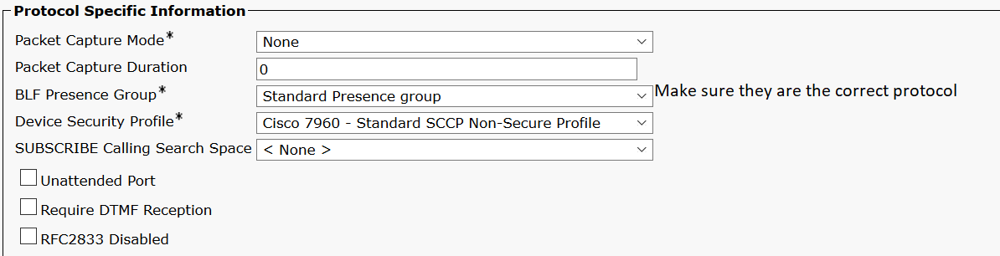 Protocol Specific Information
Packet Capture Mode* None
Packet Capture Duration 0
BLF Presence Group* Standard Presence group Make sure they are the correct protocol
Device Security Profile* Cisco 7960 - Standard SCCP Non-Secure Profile
SUBSCRIBE Calling Search Space < None >
Unattended Port
Require DTMF Reception
RFC2833 Disabled